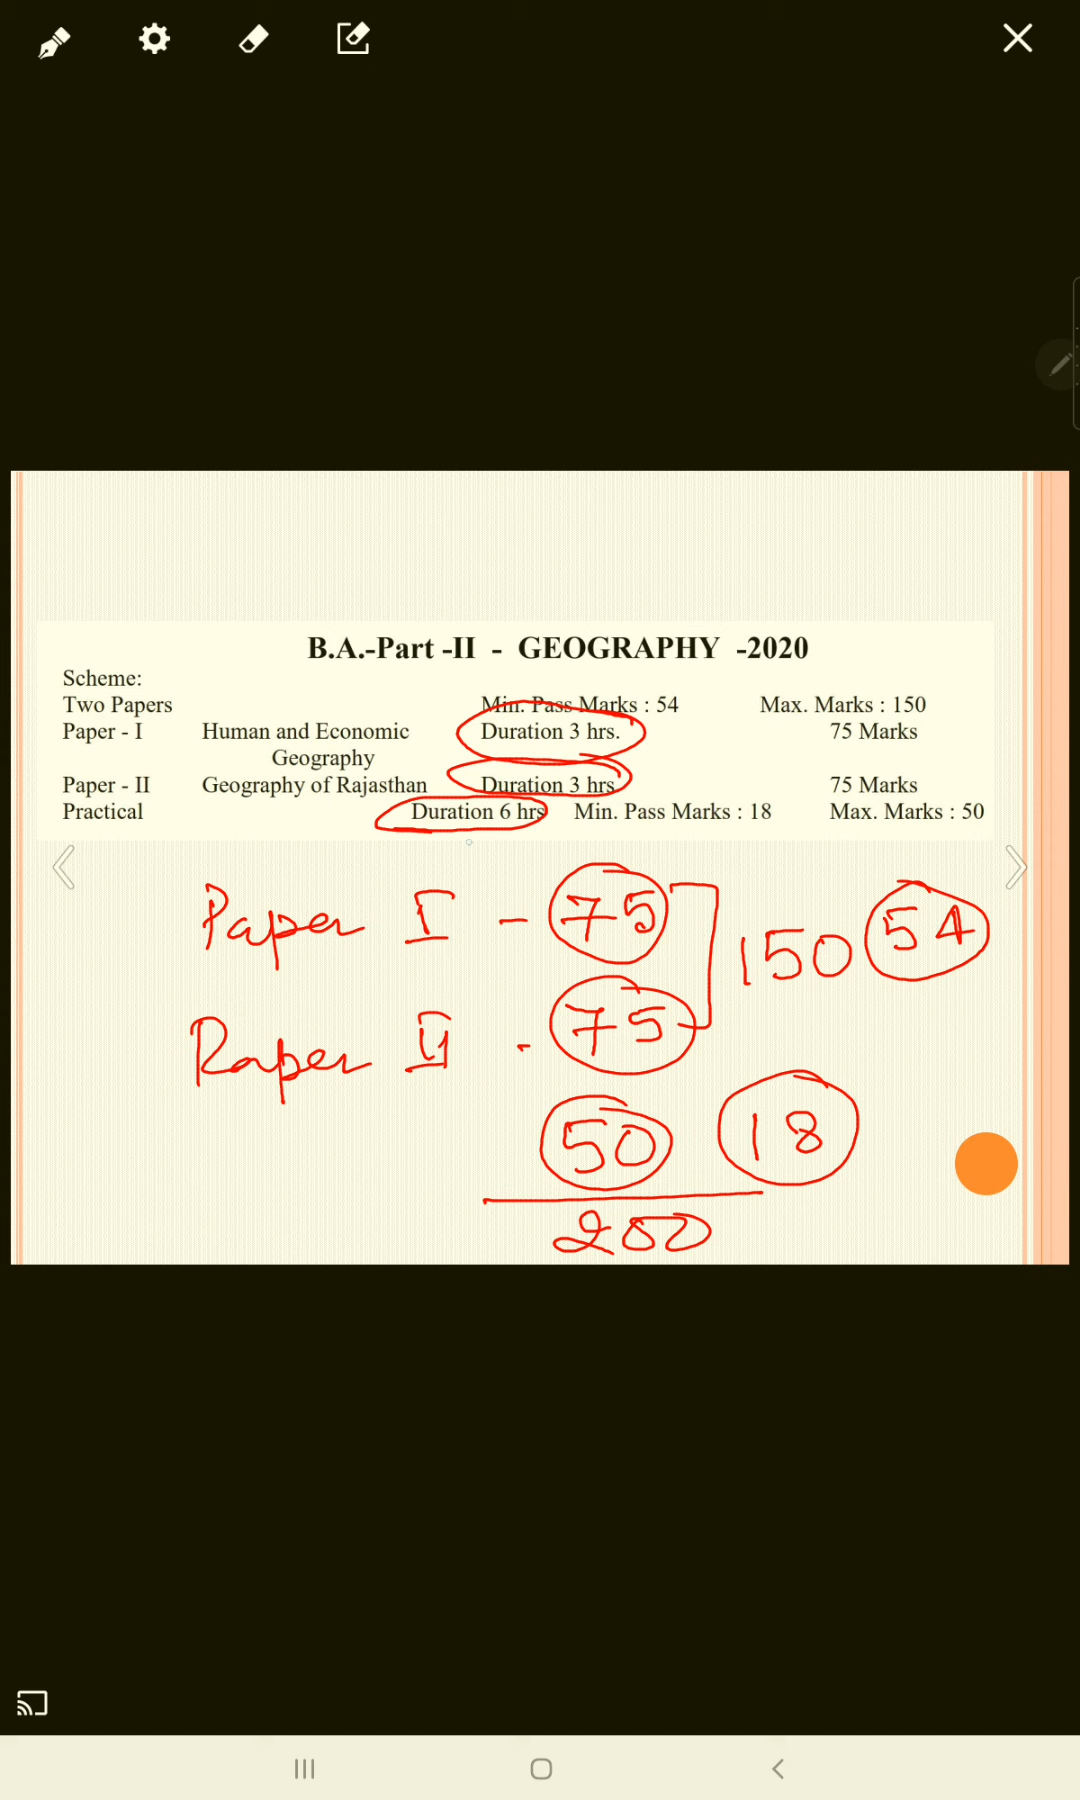 B.A.-Part -II - GEOGRAPHY -2020
Scheme:
Two Papers Min. Pass Marks : 54 Max. Marks : 150
Paper - I Human and Economic Duration 3 hrs. 75 Marks
Geography
Paper - II Geography of Rajasthan Duration 3 hrs. 75 Marks
Practical Duration 6 hrs Min. Pass Marks : 18 Max. Marks : 50
Paper I - 75
150 54
Paper II - 75
50 18
200